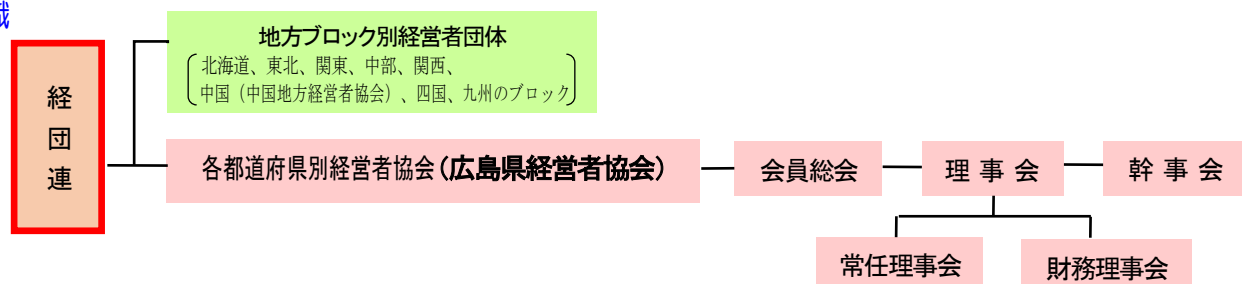 経団連
地方ブロック別経営者団体
北海道、東北、関東、中部、関西、
中国(中国地方経営者協会)、四国、九州のブロック
各都道府県別経営者協会(広島県経営者協会)
会員総会
理事会
幹事会
常任理事会
財務理事会